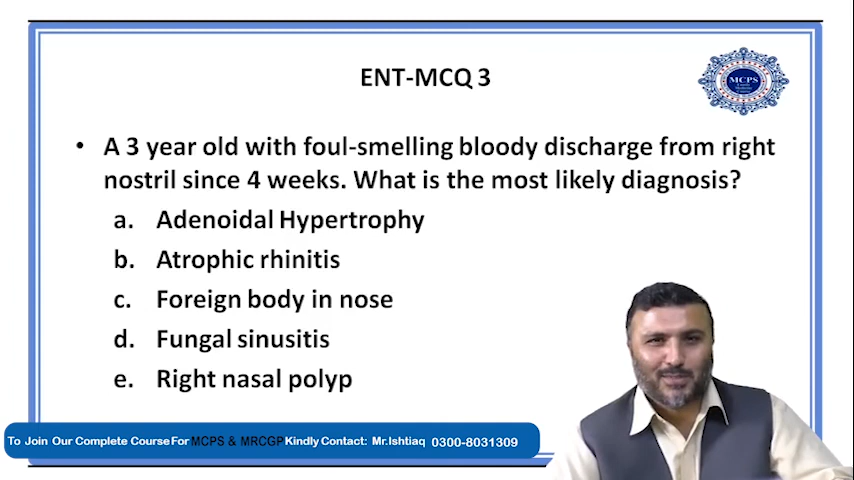 ENT-MCQ 3
MCPS
• A 3 year old with foul-smelling bloody discharge from right
nostril since 4 weeks. What is the most likely diagnosis?
a. Adenoidal Hypertrophy
b. Atrophic rhinitis
c. Foreign body in nose
d. Fungal sinusitis
e. Right nasal polyp
To Join Our Complete Course For MCPS & MRCGP Kindly Contact: Mr.Ishtiaq 0300-8031309